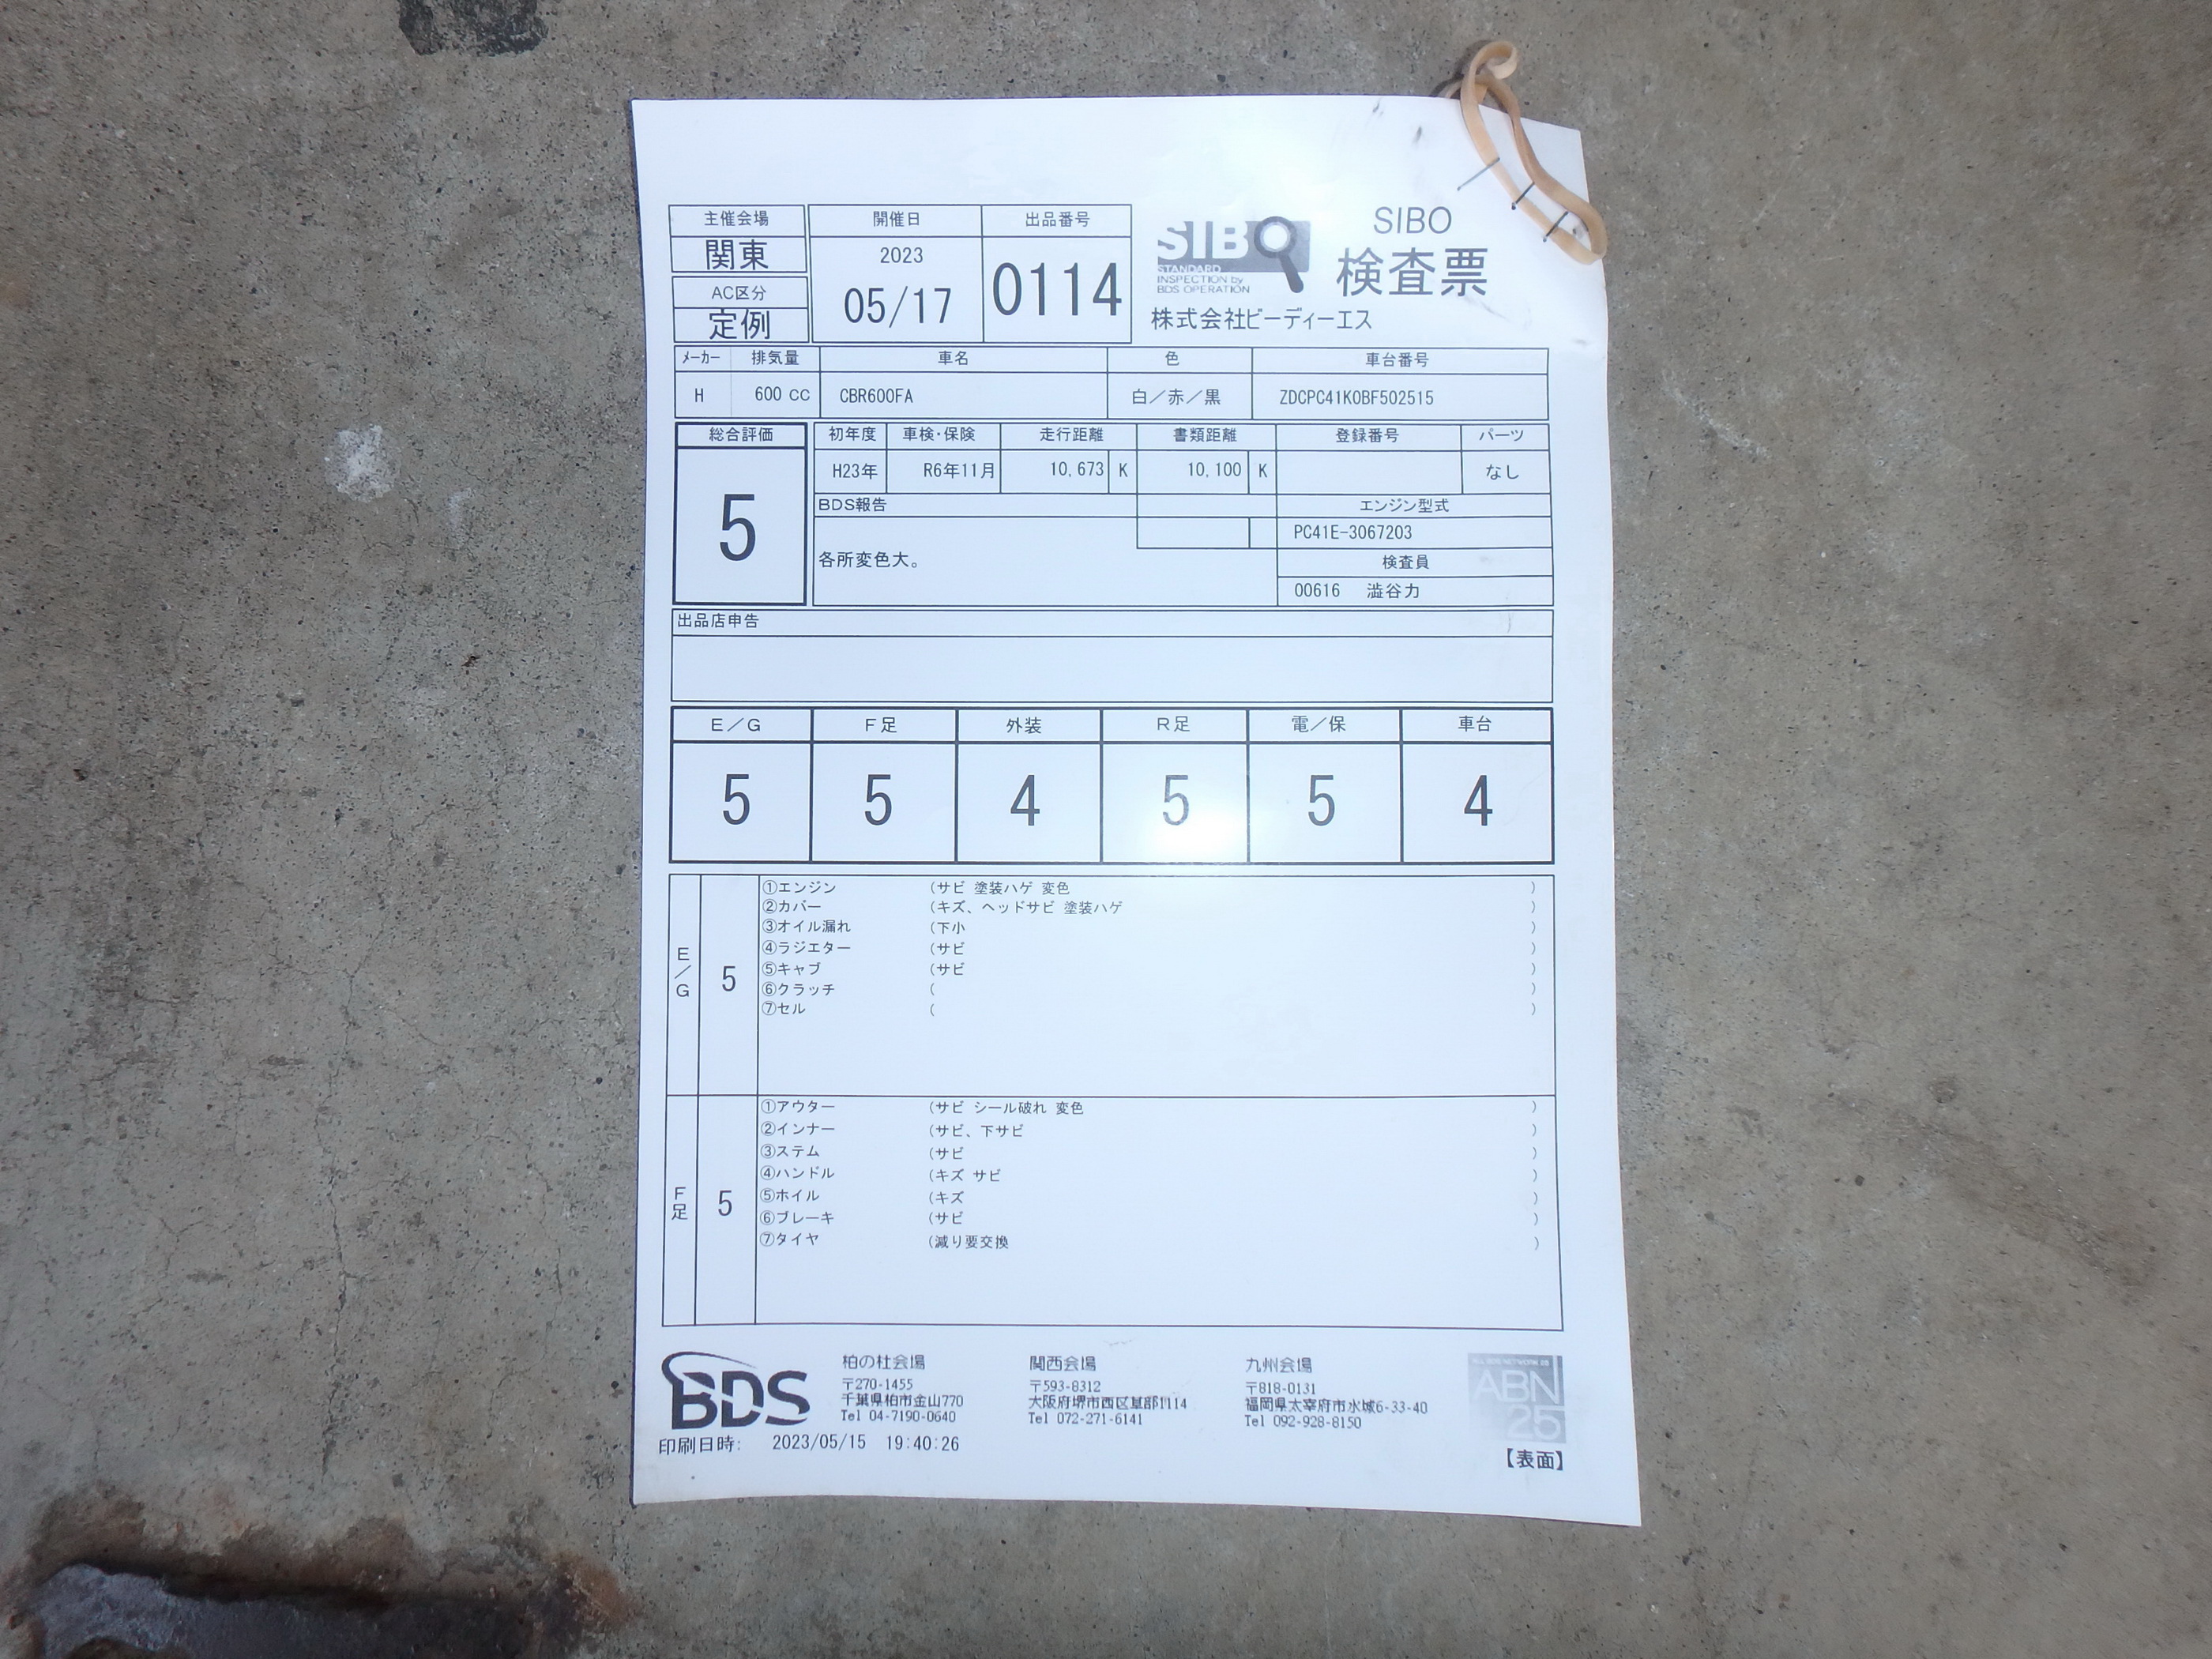 主催会場 開催日 出品番号
関東 2023 05/17 0114
AC区分
定例
SIBO
STANDARD
INSPECTION by
BDS OPERATION
SIBO
検査票
株式会社ビーディーエス
メーカー 排気量 車名 色 車台番号
H 600 CC CBR600FA 白／赤／黒 ZDCPC41K0BF502515
総合評価 初年度 車検・保険 走行距離 書類距離 登録番号 パーツ
5 H23年 R6年11月 10,673 K 10,100 K なし
BDS報告 エンジン型式
PC41E-3067203
各所変色大。 検査員
00616 澁谷力
出品店申告
E／G F足 外装 R足 電／保 車台
5 5 4 5 5 4
E／G 5
①エンジン (サビ 塗装ハゲ 変色 )
②カバー (キズ、ヘッドサビ 塗装ハゲ )
③オイル漏れ (下小 )
④ラジエター (サビ )
⑤キャブ (サビ )
⑥クラッチ ( )
⑦セル ( )
F足 5
①アウター (サビ シール破れ 変色 )
②インナー (サビ、下サビ )
③ステム (サビ )
④ハンドル (キズ サビ )
⑤ホイル (キズ )
⑥ブレーキ (サビ )
⑦タイヤ (減り要交換 )
BDS
柏の杜会場
〒270-1455
千葉県柏市金山770
Tel 04-7190-0640
関西会場
〒593-8312
大阪府堺市西区草部1114
Tel 072-271-6141
九州会場
〒818-0131
福岡県太宰府市水城6-33-40
Tel 092-928-8150
ABN
25
印刷日時: 2023/05/15 19:40:26
【表面】